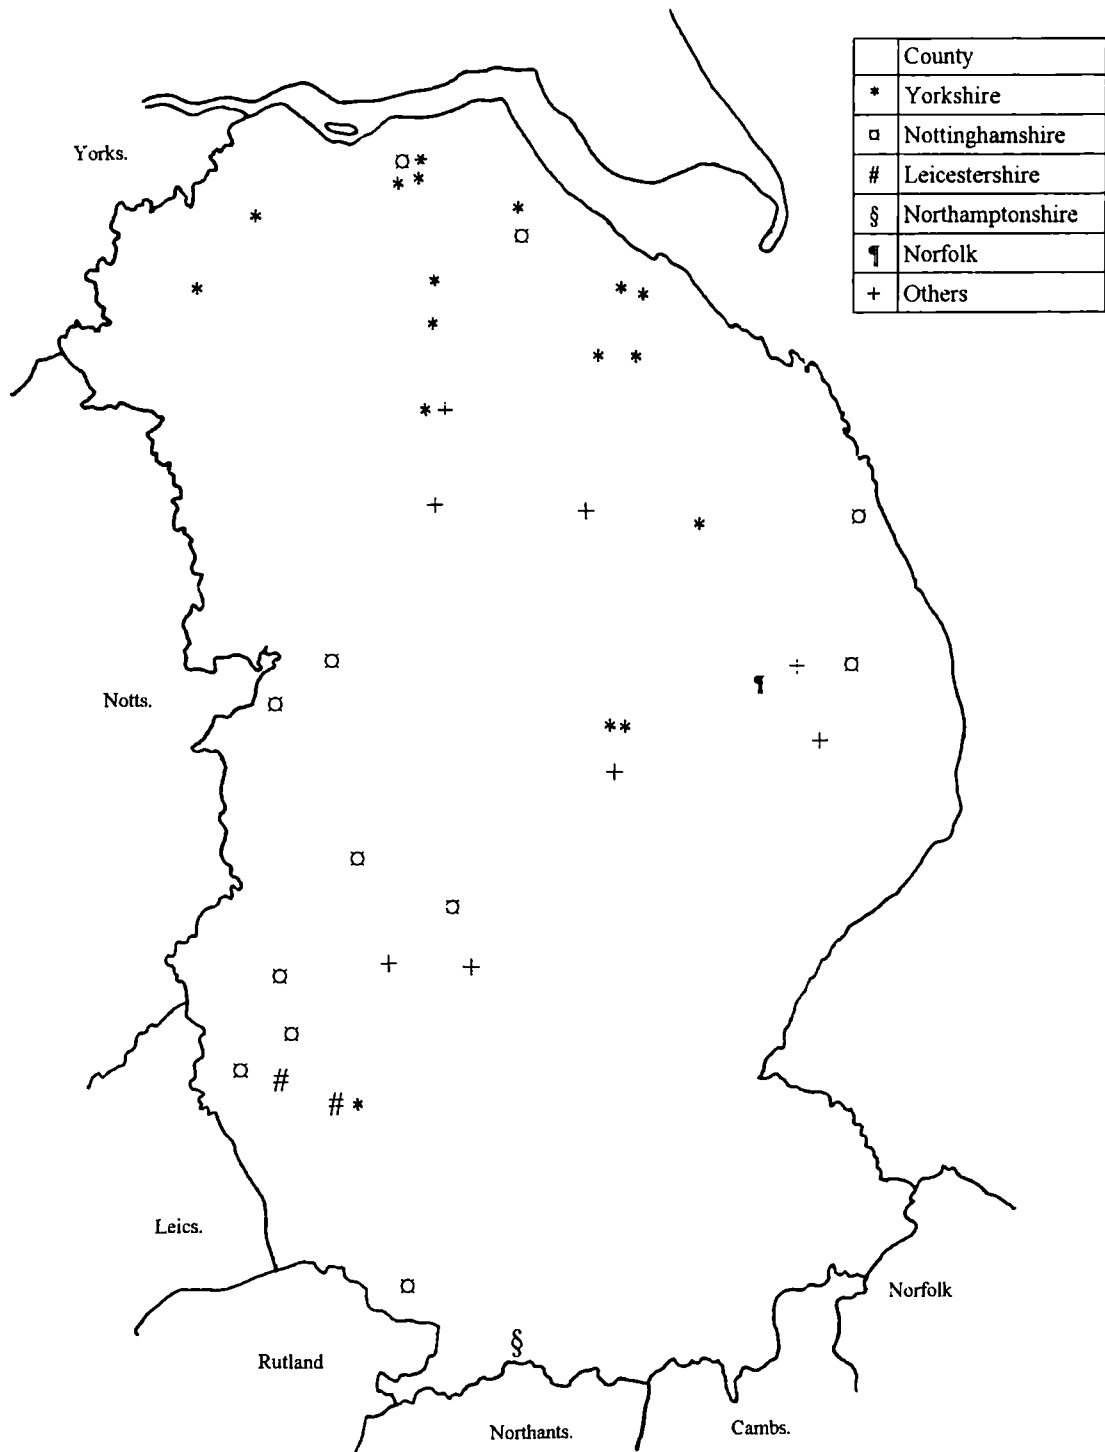 County
* Yorkshire
¤ Nottinghamshire
# Leicestershire
§ Northamptonshire
¶ Norfolk
+ Others
Yorks.
Notts.
Leics.
Rutland
Northants.
Cambs.
Norfolk